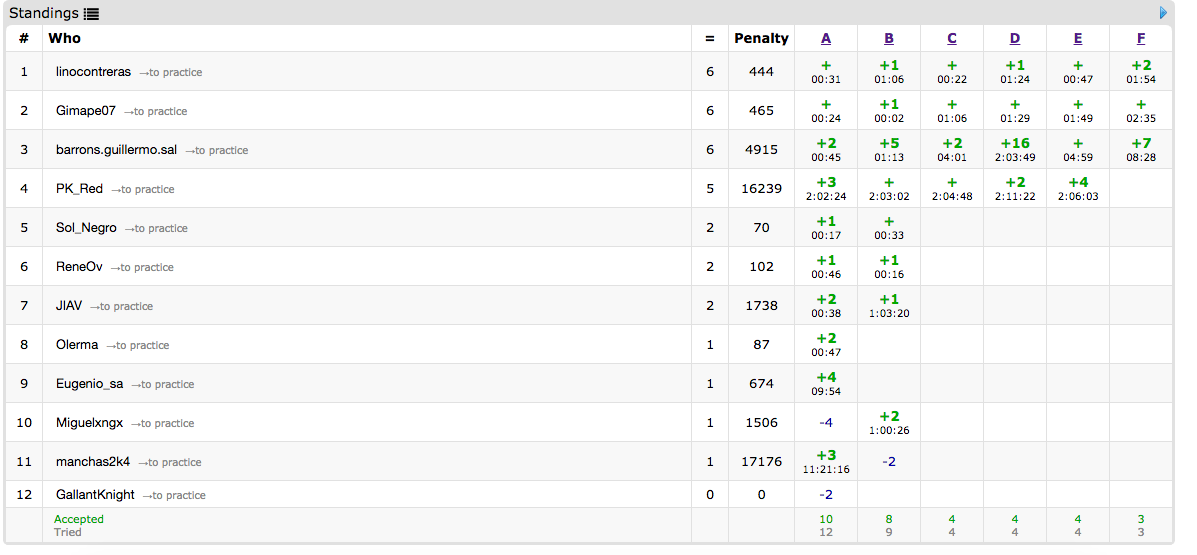 Standings
# Who = Penalty A B C D E F
1 linocontreras →to practice 6 444 + +1 + +1 + +2
00:31 01:06 00:22 01:24 00:47 01:54
2 Gimape07 →to practice 6 465 + +1 + + + +
00:24 00:02 01:06 01:29 01:49 02:35
3 barrons.guillermo.sal →to practice 6 4915 +2 +5 +2 +16 + +7
00:45 01:13 04:01 2:03:49 04:59 08:28
4 PK_Red →to practice 5 16239 +3 + + +2 +4
2:02:24 2:03:02 2:04:48 2:11:22 2:06:03
5 Sol_Negro →to practice 2 70 +1 +
00:17 00:33
6 ReneOv →to practice 2 102 +1 +1
00:46 00:16
7 JIAV →to practice 2 1738 +2 +1
00:38 1:03:20
8 Olerma →to practice 1 87 +2
00:47
9 Eugenio_sa →to practice 1 674 +4
09:54
10 Miguelxngx →to practice 1 1506 -4 +2
1:00:26
11 manchas2k4 →to practice 1 17176 +3 -2
11:21:16
12 GallantKnight →to practice 0 0 -2
Accepted 10 8 4 4 4 3
Tried 12 9 4 4 4 3